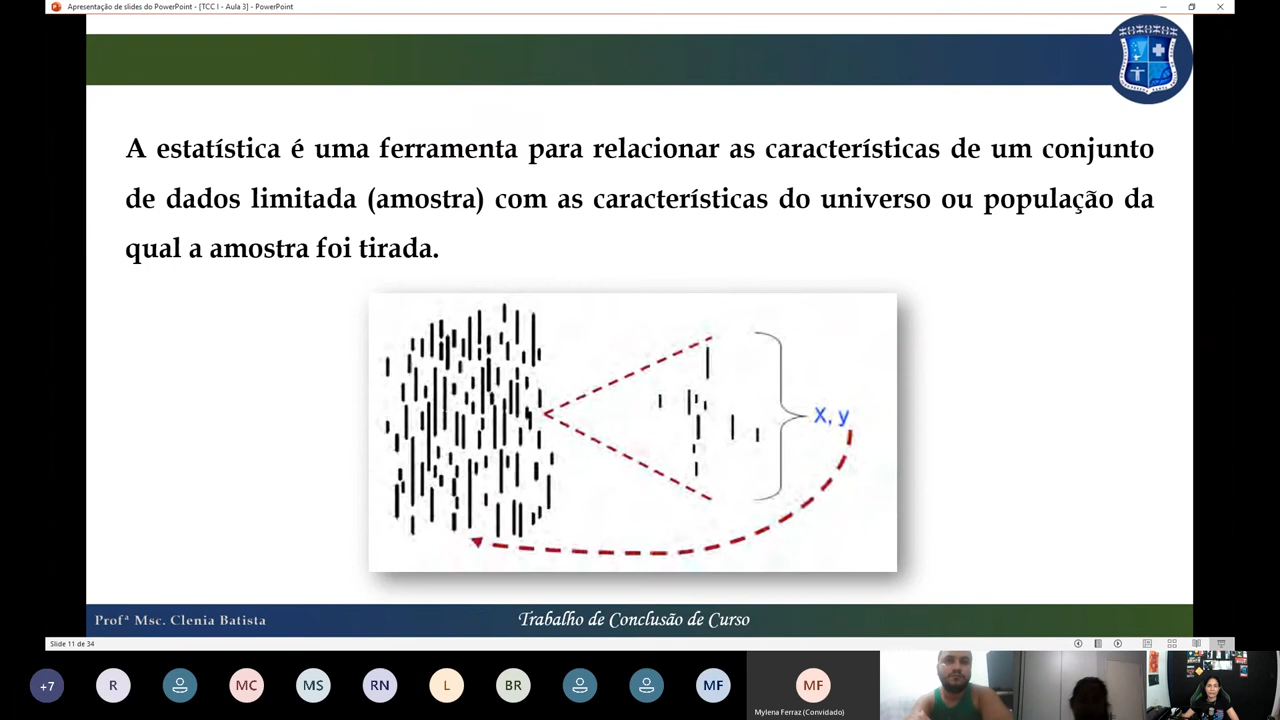 Apresentação de slides do PowerPoint - [TCC I - Aula 3] - PowerPoint
A estatística é uma ferramenta para relacionar as características de um conjunto
de dados limitada (amostra) com as características do universo ou população da
qual a amostra foi tirada.
X, y
Profª Msc. Clenia Batista
Trabalho de Conclusão de Curso
Slide 11 de 34
+7
R
MC
MS
RN
L
BR
MF
MF
Mylena Ferraz (Convidado)